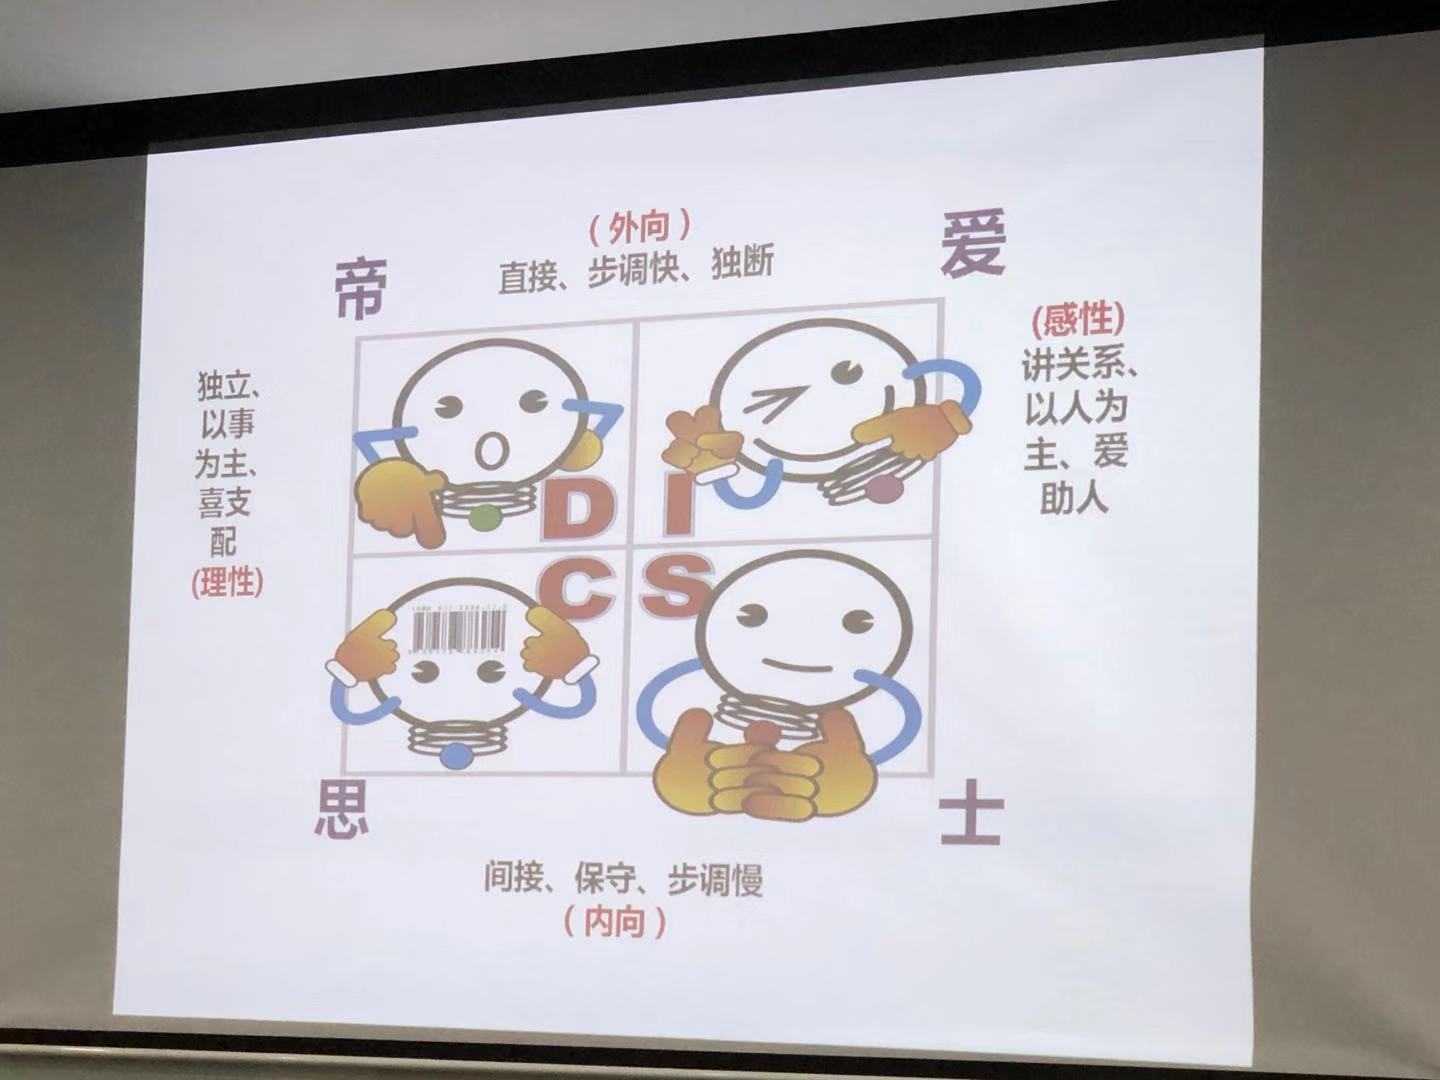 （外向）
直接、步调快、独断
帝
爱
独立、
以事
为主、
喜支
配
(理性)
(感性)
讲关系、
以人为
主、爱
助人
D I
C S
思
士
间接、保守、步调慢
（内向）